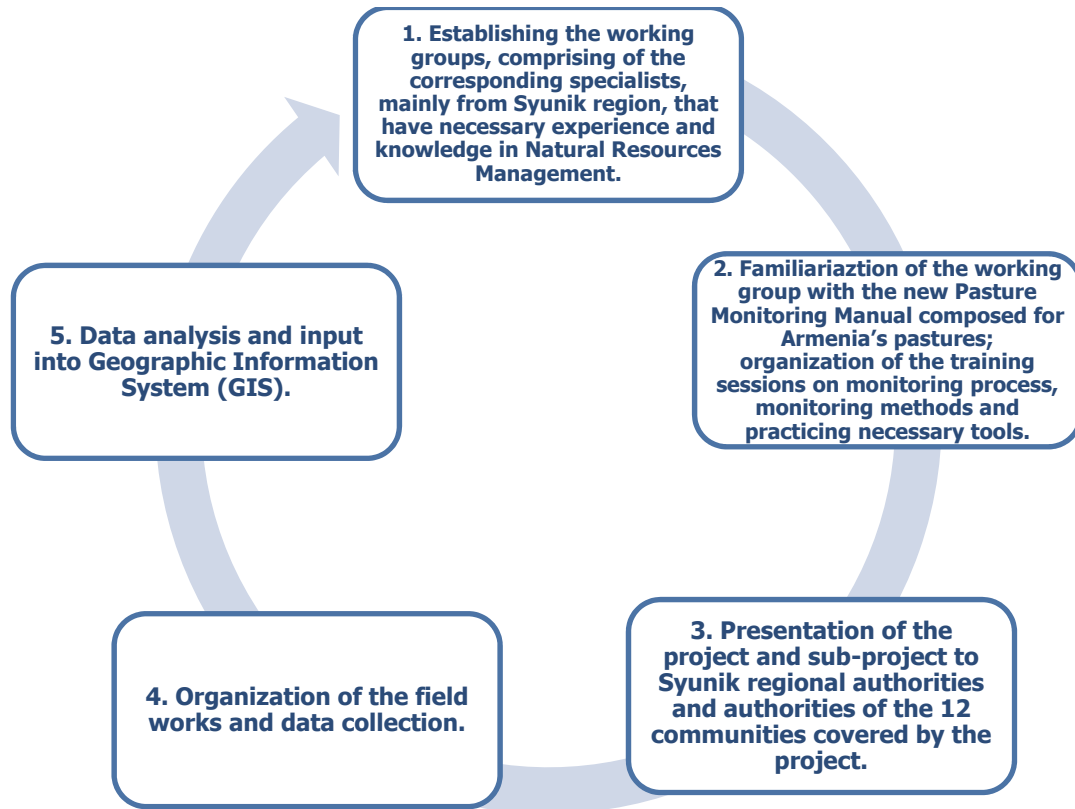 1. Establishing the working
groups, comprising of the
corresponding specialists,
mainly from Syunik region, that
have necessary experience and
knowledge in Natural Resources
Management.
2. Familiariaztion of the working
group with the new Pasture
Monitoring Manual composed for
Armenia's pastures;
organization of the training
sessions on monitoring process,
monitoring methods and
practicing necessary tools.
3. Presentation of the
project and sub-project to
Syunik regional authorities
and authorities of the 12
communities covered by the
project.
4. Organization of the field
works and data collection.
5. Data analysis and input
into Geographic Information
System (GIS).